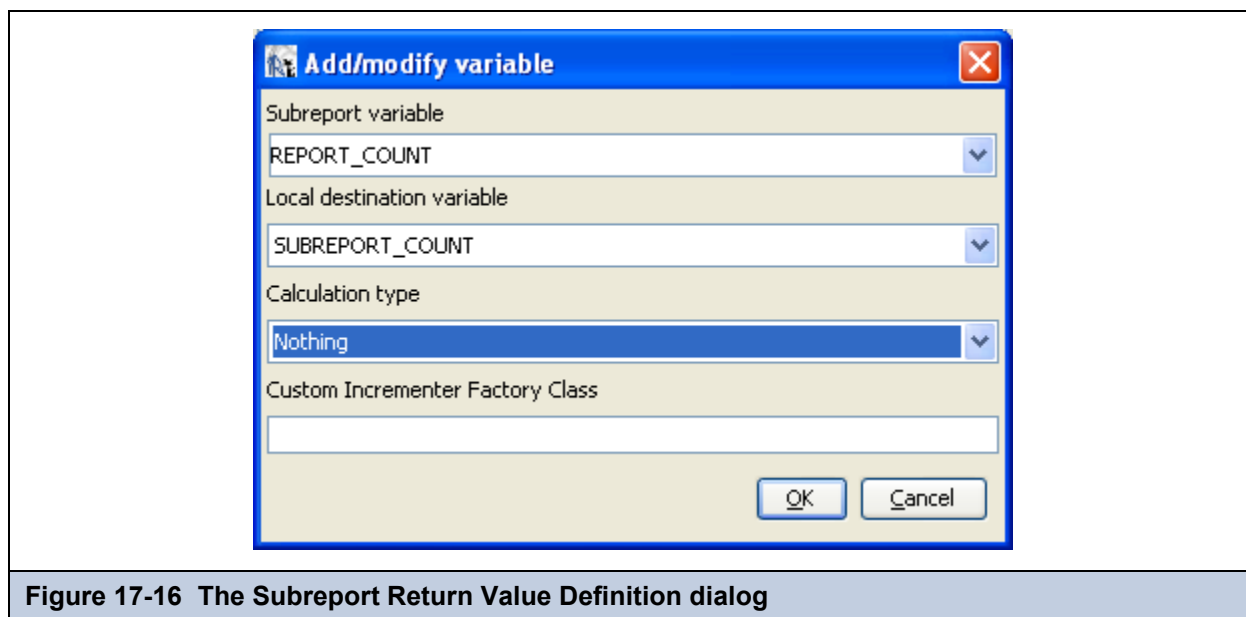 Add/modify variable
Subreport variable
REPORT_COUNT
Local destination variable
SUBREPORT_COUNT
Calculation type
Nothing
Custom Incrementer Factory Class
OK Cancel
Figure 17-16 The Subreport Return Value Definition dialog